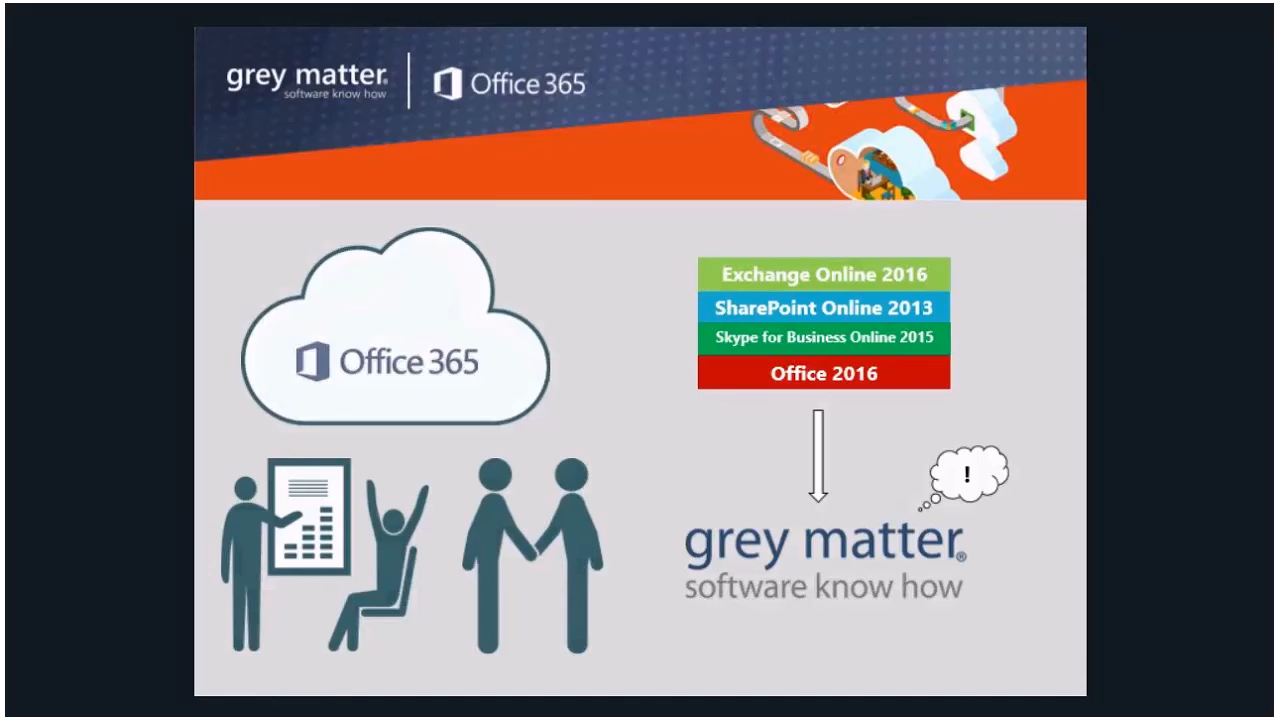 grey matter®
software know how
Office 365
Office 365
Exchange Online 2016
SharePoint Online 2013
Skype for Business Online 2015
Office 2016
!
grey matter®
software know how